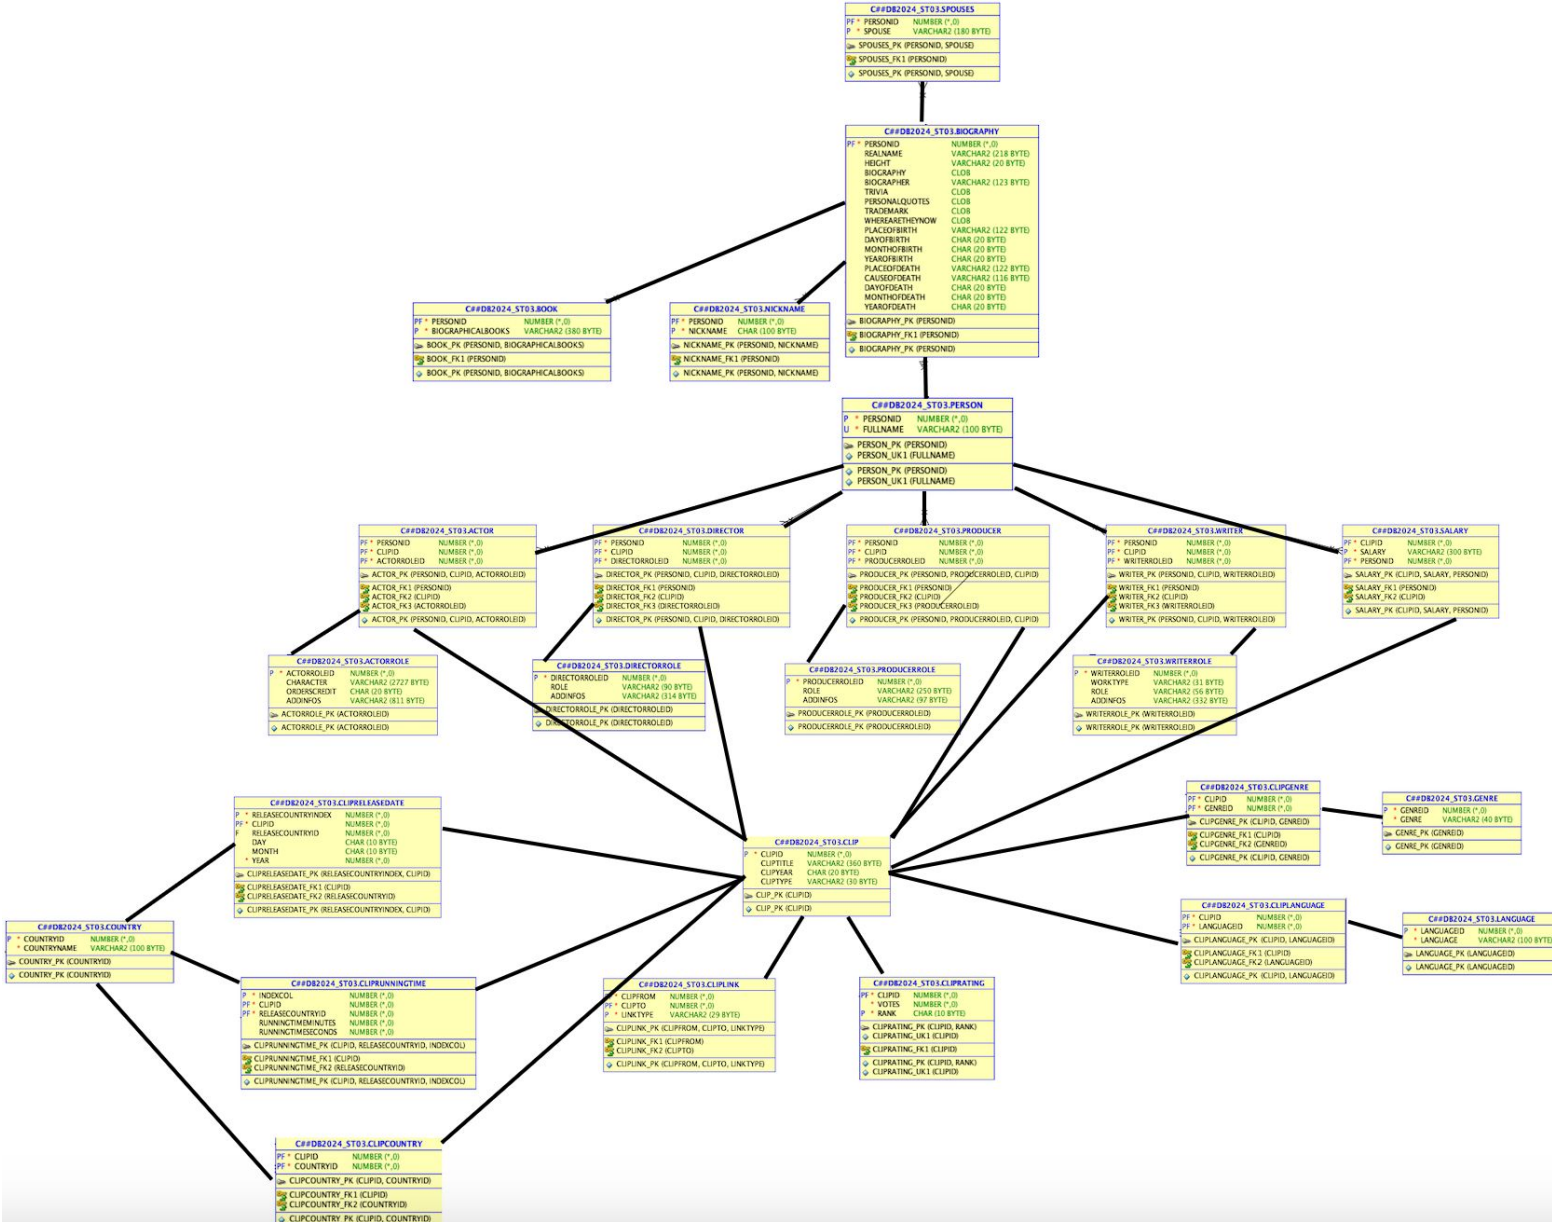 C##DB2024_ST03.SPOUSES
PF * PERSONID NUMBER (*,0)
P * SPOUSE VARCHAR2 (180 BYTE)
SPOUSES_PK (PERSONID, SPOUSE)
SPOUSES_FK1 (PERSONID)
SPOUSES_PK (PERSONID, SPOUSE)
C##DB2024_ST03.BIOGRAPHY
PF * PERSONID NUMBER (*,0)
REALNAME VARCHAR2 (218 BYTE)
HEIGHT VARCHAR2 (20 BYTE)
BIOGRAPHY CLOB
BIOGRAPHER VARCHAR2 (123 BYTE)
TRIVIA CLOB
PERSONALQUOTES CLOB
TRADEMARK CLOB
WHEREARETHEYNOW CLOB
PLACEOFBIRTH VARCHAR2 (122 BYTE)
DAYOFBIRTH CHAR (20 BYTE)
MONTHOFBIRTH CHAR (20 BYTE)
YEAROFBIRTH CHAR (20 BYTE)
PLACEOFDEATH VARCHAR2 (122 BYTE)
CAUSEOFDEATH VARCHAR2 (116 BYTE)
DAYOFDEATH CHAR (20 BYTE)
MONTHOFDEATH CHAR (20 BYTE)
YEAROFDEATH CHAR (20 BYTE)
BIOGRAPHY_PK (PERSONID)
BIOGRAPHY_FK1 (PERSONID)
BIOGRAPHY_PK (PERSONID)
C##DB2024_ST03.BOOK
PF * PERSONID NUMBER (*,0)
P * BIOGRAPHICALBOOKS VARCHAR2 (380 BYTE)
BOOK_PK (PERSONID, BIOGRAPHICALBOOKS)
BOOK_FK1 (PERSONID)
BOOK_PK (PERSONID, BIOGRAPHICALBOOKS)
C##DB2024_ST03.NICKNAME
PF * PERSONID NUMBER (*,0)
P * NICKNAME CHAR (100 BYTE)
NICKNAME_PK (PERSONID, NICKNAME)
NICKNAME_FK1 (PERSONID)
NICKNAME_PK (PERSONID, NICKNAME)
C##DB2024_ST03.PERSON
P * PERSONID NUMBER (*,0)
U * FULLNAME VARCHAR2 (100 BYTE)
PERSON_PK (PERSONID)
PERSON_UK1 (FULLNAME)
PERSON_PK (PERSONID)
PERSON_UK1 (FULLNAME)
C##DB2024_ST03.ACTOR
PF * PERSONID NUMBER (*,0)
PF * CLIPID NUMBER (*,0)
PF * ACTORROLEID NUMBER (*,0)
ACTOR_PK (PERSONID, CLIPID, ACTORROLEID)
ACTOR_FK1 (PERSONID)
ACTOR_FK2 (CLIPID)
ACTOR_FK3 (ACTORROLEID)
ACTOR_PK (PERSONID, CLIPID, ACTORROLEID)
C##DB2024_ST03.DIRECTOR
PF * PERSONID NUMBER (*,0)
PF * CLIPID NUMBER (*,0)
PF * DIRECTORROLEID NUMBER (*,0)
DIRECTOR_PK (PERSONID, CLIPID, DIRECTORROLEID)
DIRECTOR_FK1 (PERSONID)
DIRECTOR_FK2 (CLIPID)
DIRECTOR_FK3 (DIRECTORROLEID)
DIRECTOR_PK (PERSONID, CLIPID, DIRECTORROLEID)
C##DB2024_ST03.PRODUCER
PF * PERSONID NUMBER (*,0)
PF * CLIPID NUMBER (*,0)
PF * PRODUCERROLEID NUMBER (*,0)
PRODUCER_PK (PERSONID, PRODUCERROLEID, CLIPID)
PRODUCER_FK1 (PERSONID)
PRODUCER_FK2 (CLIPID)
PRODUCER_FK3 (PRODUCERROLEID)
PRODUCER_PK (PERSONID, PRODUCERROLEID, CLIPID)
C##DB2024_ST03.WRITER
PF * PERSONID NUMBER (*,0)
PF * CLIPID NUMBER (*,0)
PF * WRITERROLEID NUMBER (*,0)
WRITER_PK (PERSONID, CLIPID, WRITERROLEID)
WRITER_FK1 (PERSONID)
WRITER_FK2 (CLIPID)
WRITER_FK3 (WRITERROLEID)
WRITER_PK (PERSONID, CLIPID, WRITERROLEID)
C##DB2024_ST03.SALARY
PF * CLIPID NUMBER (*,0)
P * SALARY VARCHAR2 (300 BYTE)
PF * PERSONID NUMBER (*,0)
SALARY_PK (CLIPID, SALARY, PERSONID)
SALARY_FK1 (PERSONID)
SALARY_FK2 (CLIPID)
SALARY_PK (CLIPID, SALARY, PERSONID)
C##DB2024_ST03.ACTORROLE
P * ACTORROLEID NUMBER (*,0)
CHARACTER VARCHAR2 (2727 BYTE)
ORDERSCREDIT CHAR (20 BYTE)
ADDINFOS VARCHAR2 (811 BYTE)
ACTORROLE_PK (ACTORROLEID)
ACTORROLE_PK (ACTORROLEID)
C##DB2024_ST03.DIRECTORROLE
P * DIRECTORROLEID NUMBER (*,0)
ROLE VARCHAR2 (90 BYTE)
ADDINFOS VARCHAR2 (314 BYTE)
DIRECTORROLE_PK (DIRECTORROLEID)
DIRECTORROLE_PK (DIRECTORROLEID)
C##DB2024_ST03.PRODUCERROLE
P * PRODUCERROLEID NUMBER (*,0)
ROLE VARCHAR2 (250 BYTE)
ADDINFOS VARCHAR2 (97 BYTE)
PRODUCERROLE_PK (PRODUCERROLEID)
PRODUCERROLE_PK (PRODUCERROLEID)
C##DB2024_ST03.WRITERROLE
P * WRITERROLEID NUMBER (*,0)
WORKTYPE VARCHAR2 (31 BYTE)
ROLE VARCHAR2 (56 BYTE)
ADDINFOS VARCHAR2 (332 BYTE)
WRITERROLE_PK (WRITERROLEID)
WRITERROLE_PK (WRITERROLEID)
C##DB2024_ST03.CLIPRELEASEDATE
P * RELEASECOUNTRYINDEX NUMBER (*,0)
PF * CLIPID NUMBER (*,0)
F RELEASECOUNTRYID NUMBER (*,0)
DAY CHAR (10 BYTE)
MONTH CHAR (10 BYTE)
* YEAR NUMBER (*,0)
CLIPRELEASEDATE_PK (RELEASECOUNTRYINDEX, CLIPID)
CLIPRELEASEDATE_FK1 (CLIPID)
CLIPRELEASEDATE_FK2 (RELEASECOUNTRYID)
CLIPRELEASEDATE_PK (RELEASECOUNTRYINDEX, CLIPID)
C##DB2024_ST03.CLIP
P * CLIPID NUMBER (*,0)
CLIPTITLE VARCHAR2 (360 BYTE)
CLIPYEAR CHAR (20 BYTE)
CLIPTYPE VARCHAR2 (30 BYTE)
CLIP_PK (CLIPID)
CLIP_PK (CLIPID)
C##DB2024_ST03.CLIPGENRE
PF * CLIPID NUMBER (*,0)
PF * GENREID NUMBER (*,0)
CLIPGENRE_PK (CLIPID, GENREID)
CLIPGENRE_FK1 (CLIPID)
CLIPGENRE_FK2 (GENREID)
CLIPGENRE_PK (CLIPID, GENREID)
C##DB2024_ST03.GENRE
P * GENREID NUMBER (*,0)
* GENRE VARCHAR2 (40 BYTE)
GENRE_PK (GENREID)
GENRE_PK (GENREID)
C##DB2024_ST03.COUNTRY
P * COUNTRYID NUMBER (*,0)
* COUNTRYNAME VARCHAR2 (100 BYTE)
COUNTRY_PK (COUNTRYID)
COUNTRY_PK (COUNTRYID)
C##DB2024_ST03.CLIPLANGUAGE
PF * CLIPID NUMBER (*,0)
PF * LANGUAGEID NUMBER (*,0)
CLIPLANGUAGE_PK (CLIPID, LANGUAGEID)
CLIPLANGUAGE_FK1 (CLIPID)
CLIPLANGUAGE_FK2 (LANGUAGEID)
CLIPLANGUAGE_PK (CLIPID, LANGUAGEID)
C##DB2024_ST03.LANGUAGE
P * LANGUAGEID NUMBER (*,0)
* LANGUAGE VARCHAR2 (100 BYTE)
LANGUAGE_PK (LANGUAGEID)
LANGUAGE_PK (LANGUAGEID)
C##DB2024_ST03.CLIPRUNNINGTIME
P * INDEXCOL NUMBER (*,0)
PF * CLIPID NUMBER (*,0)
PF * RELEASECOUNTRYID NUMBER (*,0)
RUNNINGTIMEMINUTES NUMBER (*,0)
RUNNINGTIMESECONDS NUMBER (*,0)
CLIPRUNNINGTIME_PK (CLIPID, RELEASECOUNTRYID, INDEXCOL)
CLIPRUNNINGTIME_FK1 (CLIPID)
CLIPRUNNINGTIME_FK2 (RELEASECOUNTRYID)
CLIPRUNNINGTIME_PK (CLIPID, RELEASECOUNTRYID, INDEXCOL)
C##DB2024_ST03.CLIPLINK
PF * CLIPFROM NUMBER (*,0)
PF * CLIPTO NUMBER (*,0)
P * LINKTYPE VARCHAR2 (29 BYTE)
CLIPLINK_PK (CLIPFROM, CLIPTO, LINKTYPE)
CLIPLINK_FK1 (CLIPFROM)
CLIPLINK_FK2 (CLIPTO)
CLIPLINK_PK (CLIPFROM, CLIPTO, LINKTYPE)
C##DB2024_ST03.CLIPRATING
PF * CLIPID NUMBER (*,0)
* VOTES NUMBER (*,0)
P * RANK CHAR (10 BYTE)
CLIPRATING_PK (CLIPID, RANK)
CLIPRATING_UK1 (CLIPID)
CLIPRATING_FK1 (CLIPID)
CLIPRATING_PK (CLIPID, RANK)
CLIPRATING_UK1 (CLIPID)
C##DB2024_ST03.CLIPCOUNTRY
PF * CLIPID NUMBER (*,0)
PF * COUNTRYID NUMBER (*,0)
CLIPCOUNTRY_PK (CLIPID, COUNTRYID)
CLIPCOUNTRY_FK1 (CLIPID)
CLIPCOUNTRY_FK2 (COUNTRYID)
CLIPCOUNTRY_PK (CLIPID, COUNTRYID)